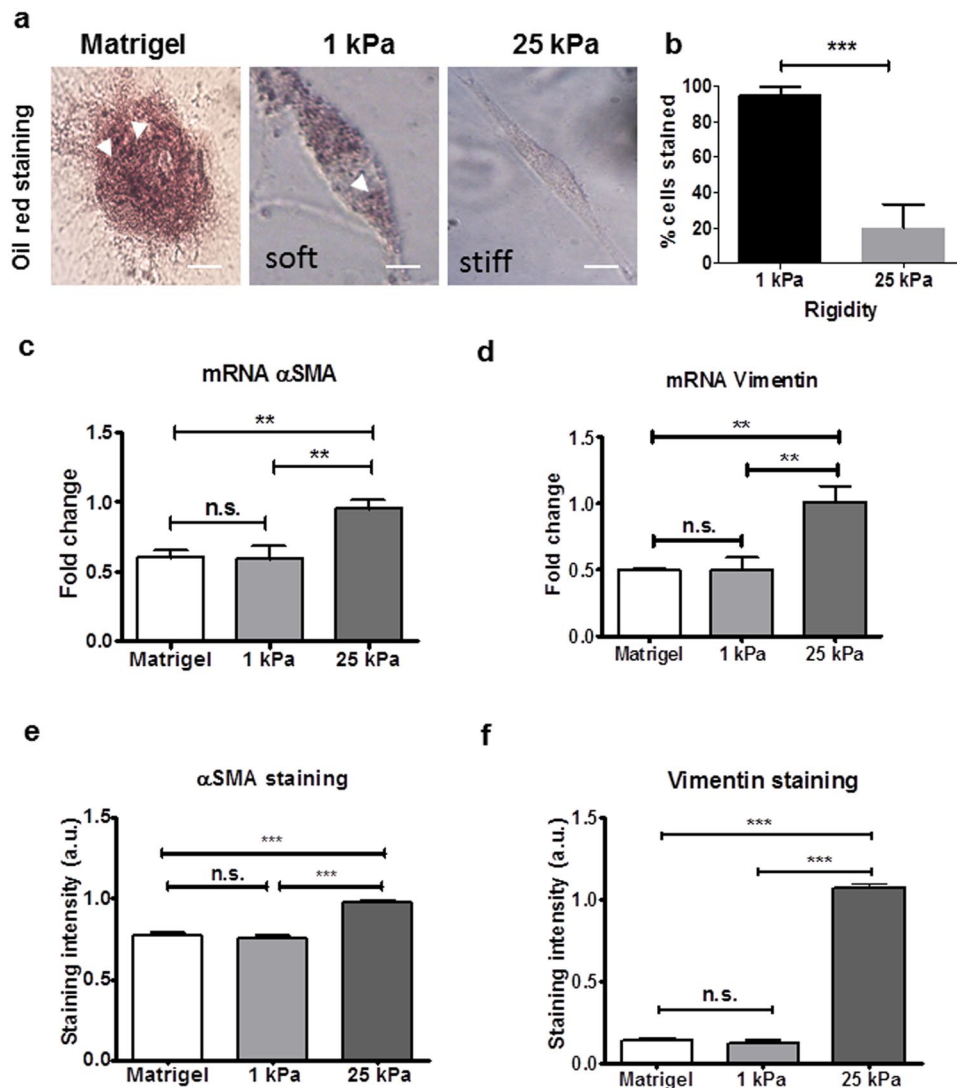 a
Matrigel 1 kPa 25 kPa
Oil red staining
soft
stiff
b
***
% cells stained
100
80
60
40
20
0
1 kPa 25 kPa
Rigidity
c
mRNA αSMA
**
**
n.s.
Fold change
1.5
1.0
0.5
0.0
Matrigel 1 kPa 25 kPa
d
mRNA Vimentin
**
**
n.s.
Fold change
1.5
1.0
0.5
0.0
Matrigel 1 kPa 25 kPa
e
αSMA staining
***
n.s. ***
Staining intensity (a.u.)
1.5
1.0
0.5
0.0
Matrigel 1 kPa 25 kPa
f
Vimentin staining
***
***
n.s.
Staining intensity (a.u.)
1.5
1.0
0.5
0.0
Matrigel 1 kPa 25 kPa